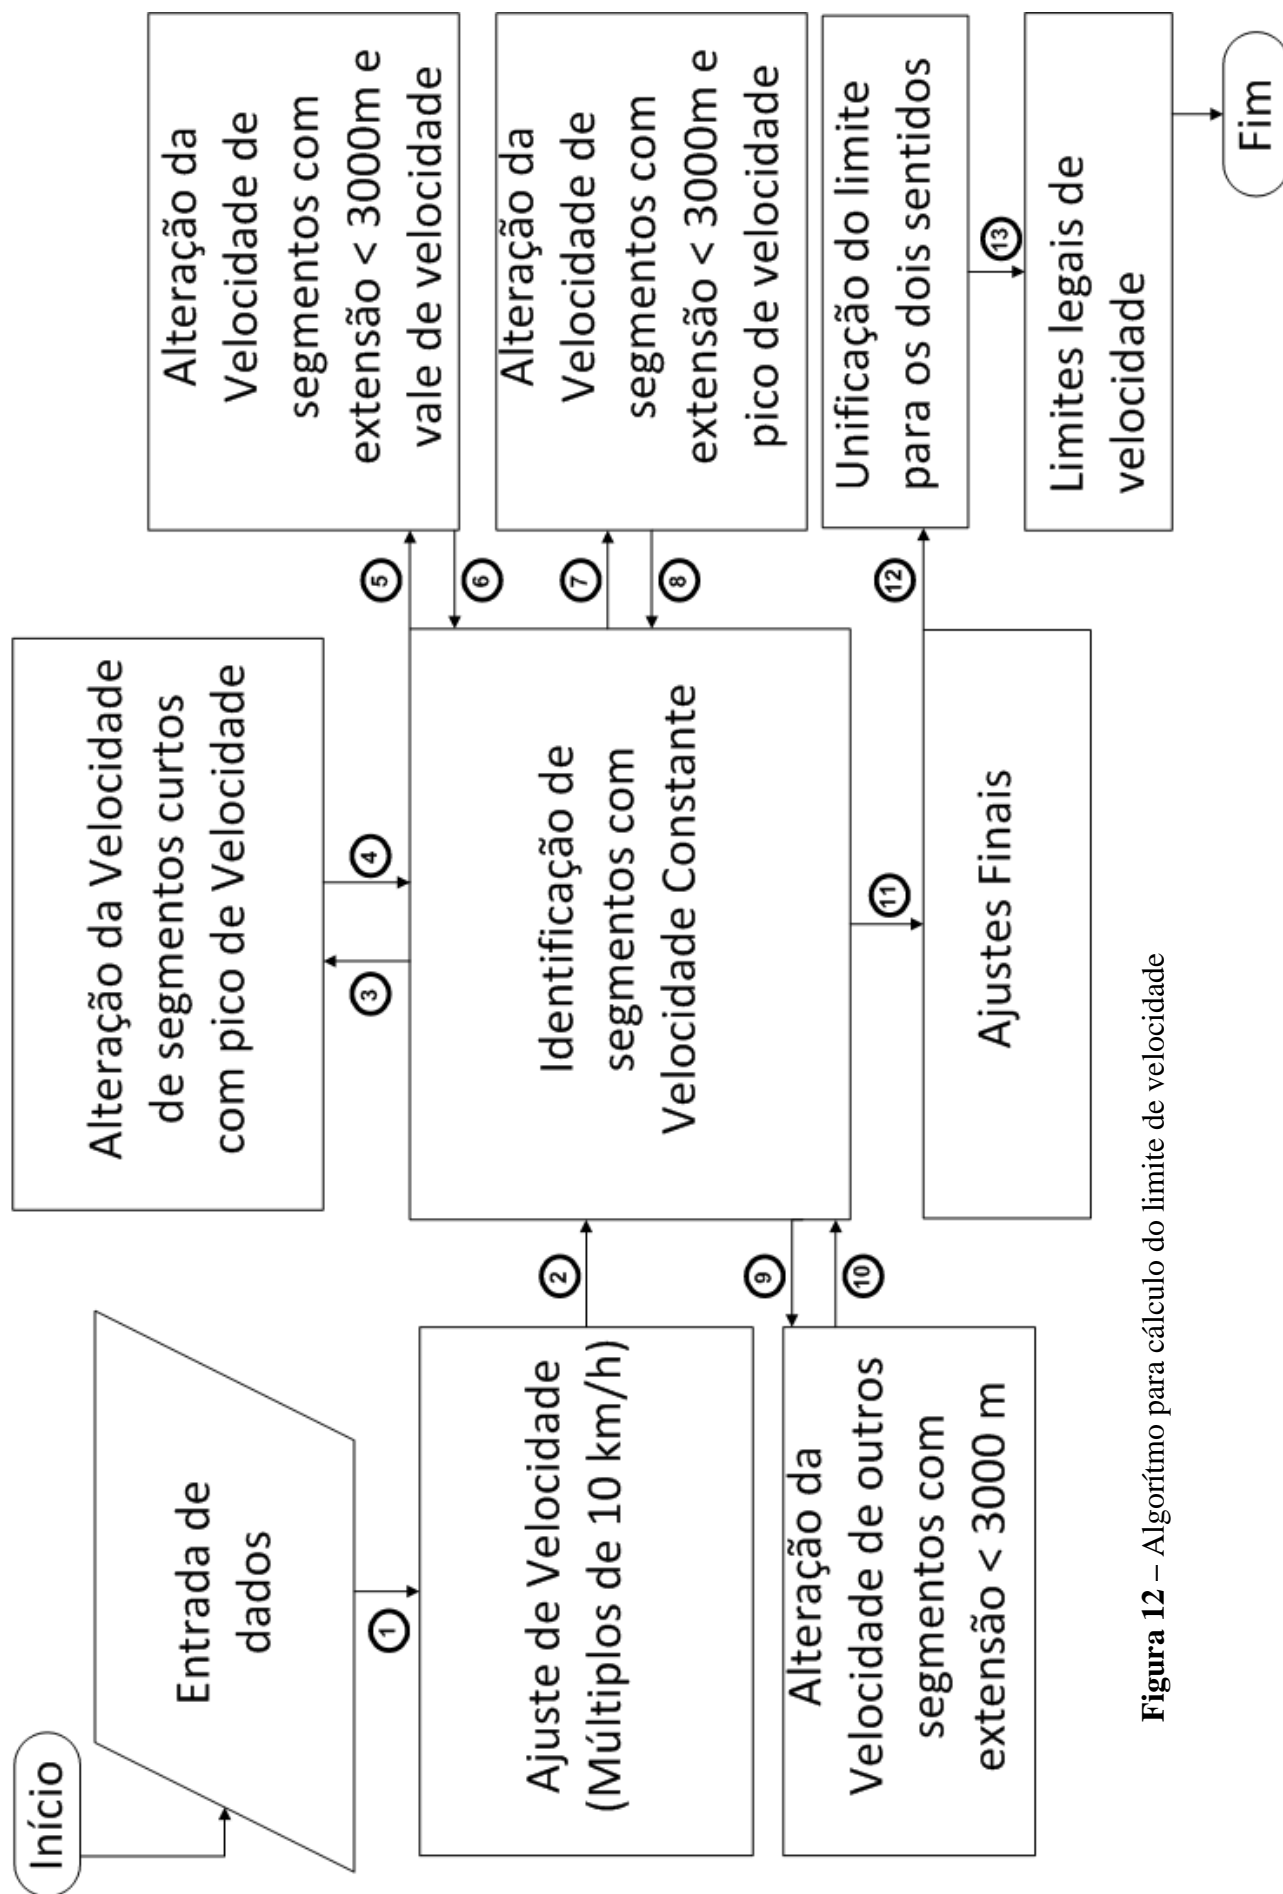 Início
Entrada de
dados
1
Ajuste de Velocidade
(Múltiplos de 10 km/h)
2
Identificação de
segmentos com
Velocidade Constante
3
Alteração da Velocidade
de segmentos curtos
com pico de Velocidade
4
5
Alteração da
Velocidade de
segmentos com
extensão < 3000m e
vale de velocidade
6
7
Alteração da
Velocidade de
segmentos com
extensão < 3000m e
pico de velocidade
8
9
Alteração da
Velocidade de outros
segmentos com
extensão < 3000 m
10
11
Ajustes Finais
12
Unificação do limite
para os dois sentidos
13
Limites legais de
velocidade
Fim
Figura 12 – Algorítmo para cálculo do limite de velocidade